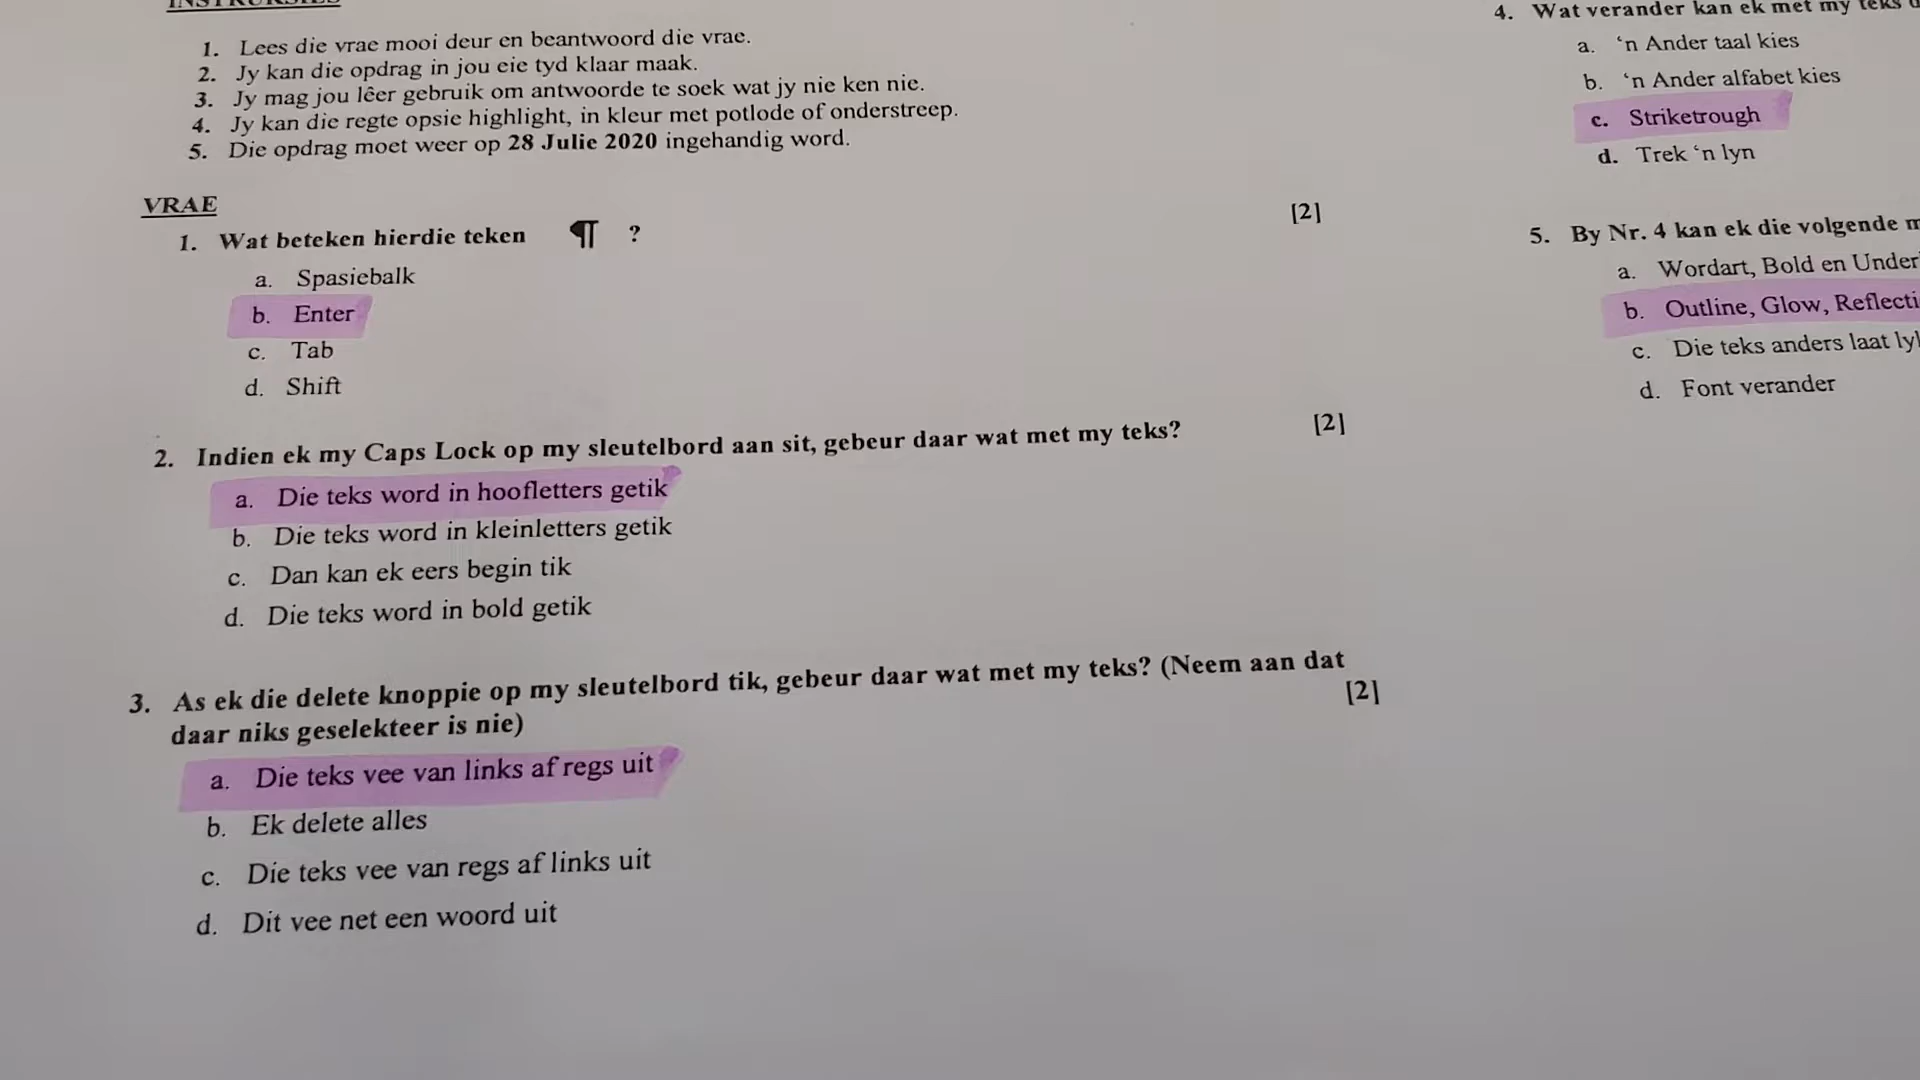 INSTRUKSIES
1. Lees die vrae mooi deur en beantwoord die vrae.
2. Jy kan die opdrag in jou eie tyd klaar maak.
3. Jy mag jou lêer gebruik om antwoorde te soek wat jy nie ken nie.
4. Jy kan die regte opsie highlight, in kleur met potlode of onderstreep.
5. Die opdrag moet weer op 28 Julie 2020 ingehandig word.
VRAE
1. Wat beteken hierdie teken ¶ ? [2]
a. Spasiebalk
b. Enter
c. Tab
d. Shift
2. Indien ek my Caps Lock op my sleutelbord aan sit, gebeur daar wat met my teks? [2]
a. Die teks word in hoofletters getik
b. Die teks word in kleinletters getik
c. Dan kan ek eers begin tik
d. Die teks word in bold getik
3. As ek die delete knoppie op my sleutelbord tik, gebeur daar wat met my teks? (Neem aan dat
daar niks geselekteer is nie) [2]
a. Die teks vee van links af regs uit
b. Ek delete alles
c. Die teks vee van regs af links uit
d. Dit vee net een woord uit
4. Wat verander kan ek met my teks
a. ‘n Ander taal kies
b. ‘n Ander alfabet kies
c. Striketrough
d. Trek ‘n lyn
5. By Nr. 4 kan ek die volgende
a. Wordart, Bold en Under
b. Outline, Glow, Reflecti
c. Die teks anders laat
d. Font verander